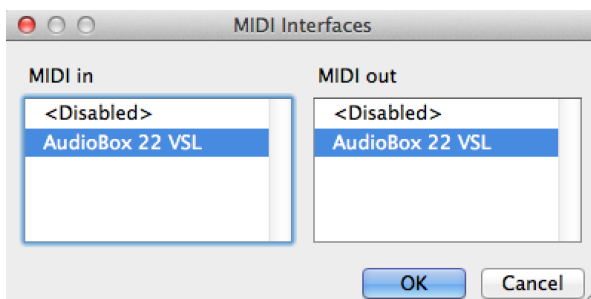 MIDI Interfaces
MIDI in
MIDI out
<Disabled>
AudioBox 22 VSL
<Disabled>
AudioBox 22 VSL
OK
Cancel